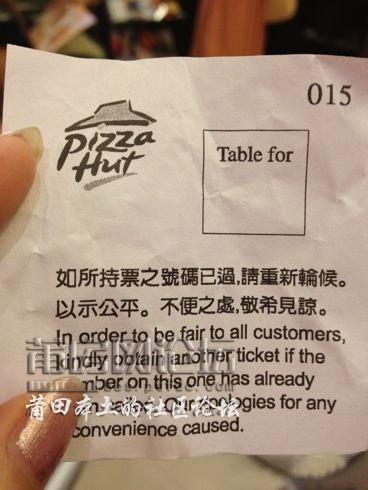 015
Pizza
Hut
Table for
如所持票之號碼已過,請重新輪候。
以示公平。不便之處,敬希見諒。
In order to be fair to all customers,
kindly obtain another ticket if the
number on this one has already
Our apologies for any
inconvenience caused.
莆田本土的社区论坛